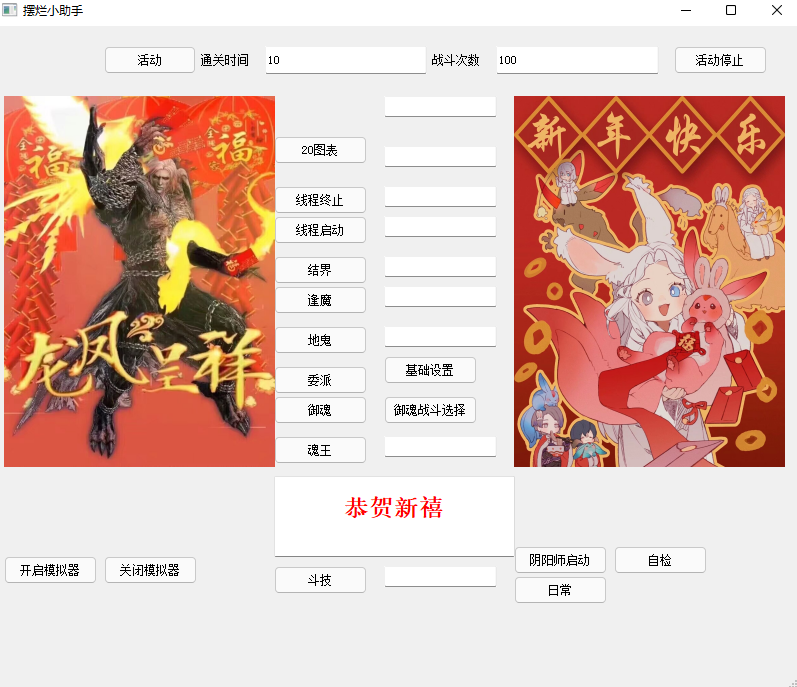 摆烂小助手
活动 通关时间 10 战斗次数 100 活动停止
福 福
新年快乐
20图表
线程终止
线程启动
结界
逢魔
地鬼
龙凤呈祥
委派 基础设置
御魂 御魂战斗选择
魂王
恭贺新禧
阴阳师启动 自检
开启模拟器 关闭模拟器
斗技
日常